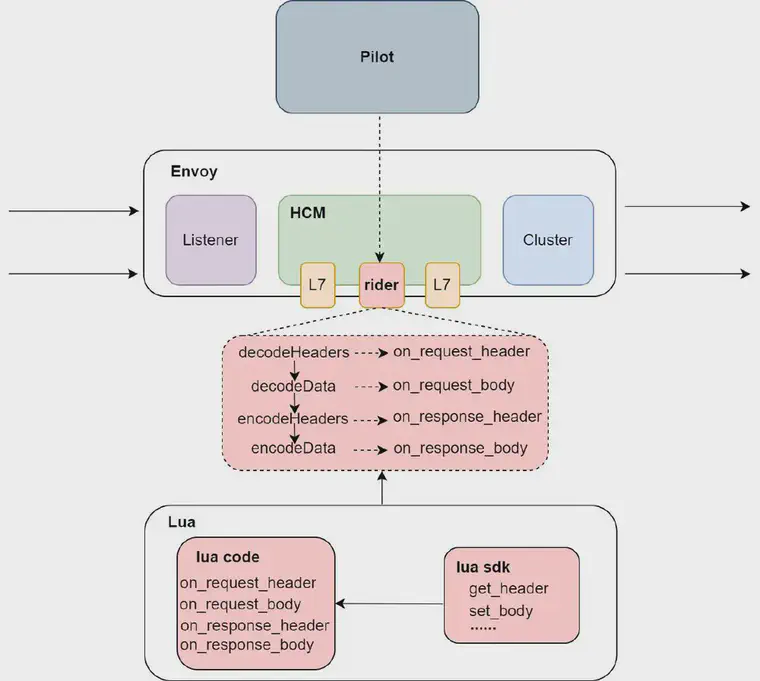 Pilot
Envoy
Listener
HCM
Cluster
L7
rider
L7
decodeHeaders
on_request_header
decodeData
on_request_body
encodeHeaders
on_response_header
encodeData
on_response_body
Lua
lua code
on_request_header
on_request_body
on_response_header
on_response_body
lua sdk
get_header
set_body
......